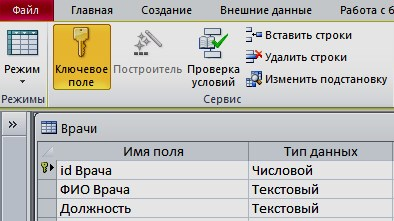 Файл Главная Создание Внешние данные Работа с б
Режим
Ключевое поле
Построитель
Проверка условий
Вставить строки
Удалить строки
Изменить подстановку
Режимы Сервис
» Врачи
Имя поля Тип данных
id Врача Числовой
ФИО Врача Текстовый
Должность Текстовый